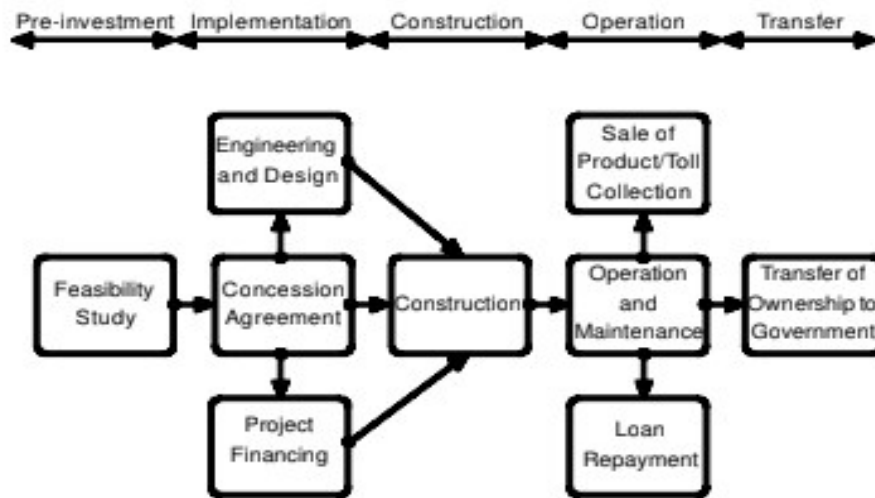 Pre-investment Implementation Construction Operation Transfer
Engineering
and Design
Sale of
Product/Toll
Collection
Feasibility
Study
Concession
Agreement
Construction
Operation
and
Maintenance
Transfer of
Ownership to
Government
Project
Financing
Loan
Repayment